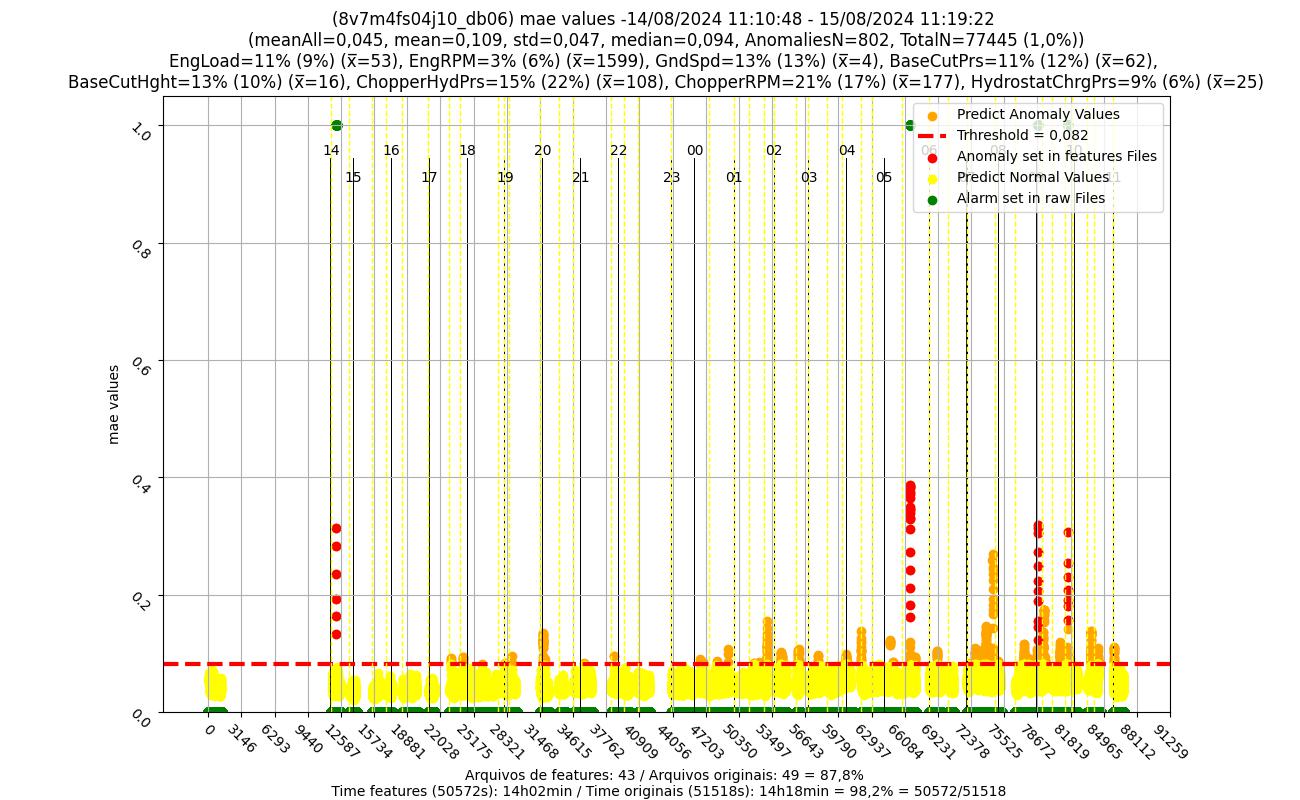 (8v7m4fs04j10_db06) mae values -14/08/2024 11:10:48 - 15/08/2024 11:19:22
(meanAll=0,045, mean=0,109, std=0,047, median=0,094, AnomaliesN=802, TotalN=77445 (1,0%))
EngLoad=11% (9%) (x̅=53), EngRPM=3% (6%) (x̅=1599), GndSpd=13% (13%) (x̅=4), BaseCutPrs=11% (12%) (x̅=62),
BaseCutHght=13% (10%) (x̅=16), ChopperHydPrs=15% (22%) (x̅=108), ChopperRPM=21% (17%) (x̅=177), HydrostatChrgPrs=9% (6%) (x̅=25)
Predict Anomaly Values
Trhreshold = 0,082
Anomaly set in features Files
Predict Normal Values
Alarm set in raw Files
14 16 18 20 22 00 02 04 06 08 10
15 17 19 21 23 01 03 05 11
1.0
0.8
0.6
0.4
0.2
0.0
mae values
0 3146 6293 9440 12587 15734 18881 22028 25175 28321 31468 34615 37762 40909 44056 47203 50350 53497 56643 59790 62937 66084 69231 72378 75525 78672 81819 84965 88112 91259
Arquivos de features: 43 / Arquivos originais: 49 = 87,8%
Time features (50572s): 14h02min / Time originais (51518s): 14h18min = 98,2% = 50572/51518